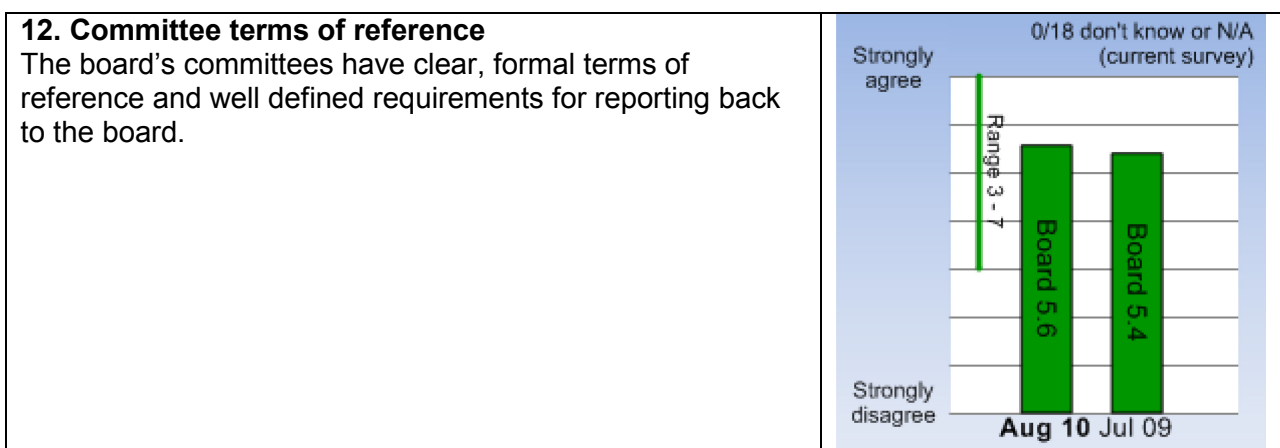 12. Committee terms of reference
The board's committees have clear, formal terms of
reference and well defined requirements for reporting back
to the board.
0/18 don't know or N/A
(current survey)
Strongly
agree
Range 3 - 7
Board 5.6
Board 5.4
Strongly
disagree
Aug 10 Jul 09